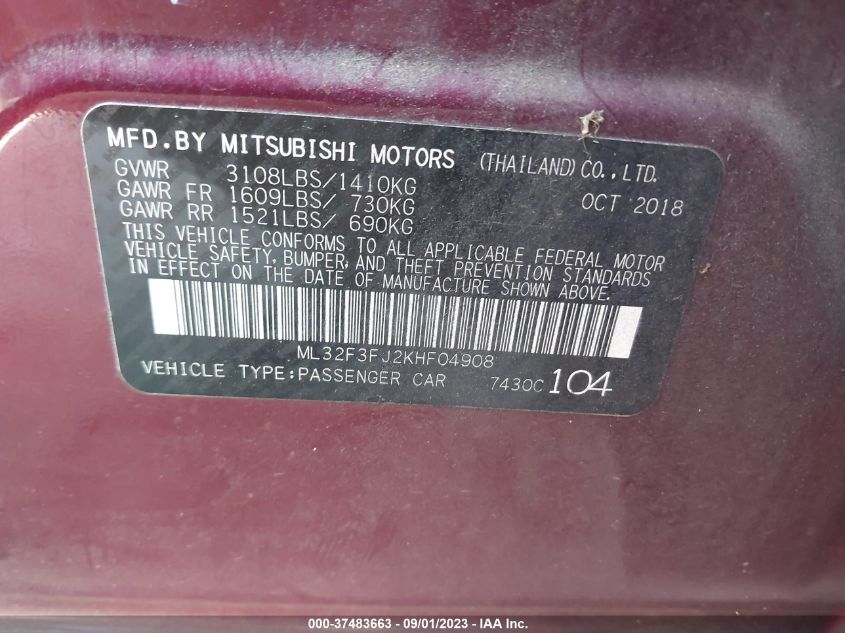 MFD.BY MITSUBISHI MOTORS (THAILAND) CO.,LTD.
GVWR 3108LBS/1410KG OCT 2018
GAWR FR 1609LBS/ 730KG
GAWR RR 1521LBS/ 690KG
THIS VEHICLE CONFORMS TO ALL APPLICABLE FEDERAL MOTOR
VEHICLE SAFETY, BUMPER, AND THEFT PREVENTION STANDARDS
IN EFFECT ON THE DATE OF MANUFACTURE SHOWN ABOVE.
ML32F3FJ2KHF04908
VEHICLE TYPE:PASSENGER CAR 7430C 104
000-37483663 - 09/01/2023 - IAA Inc.